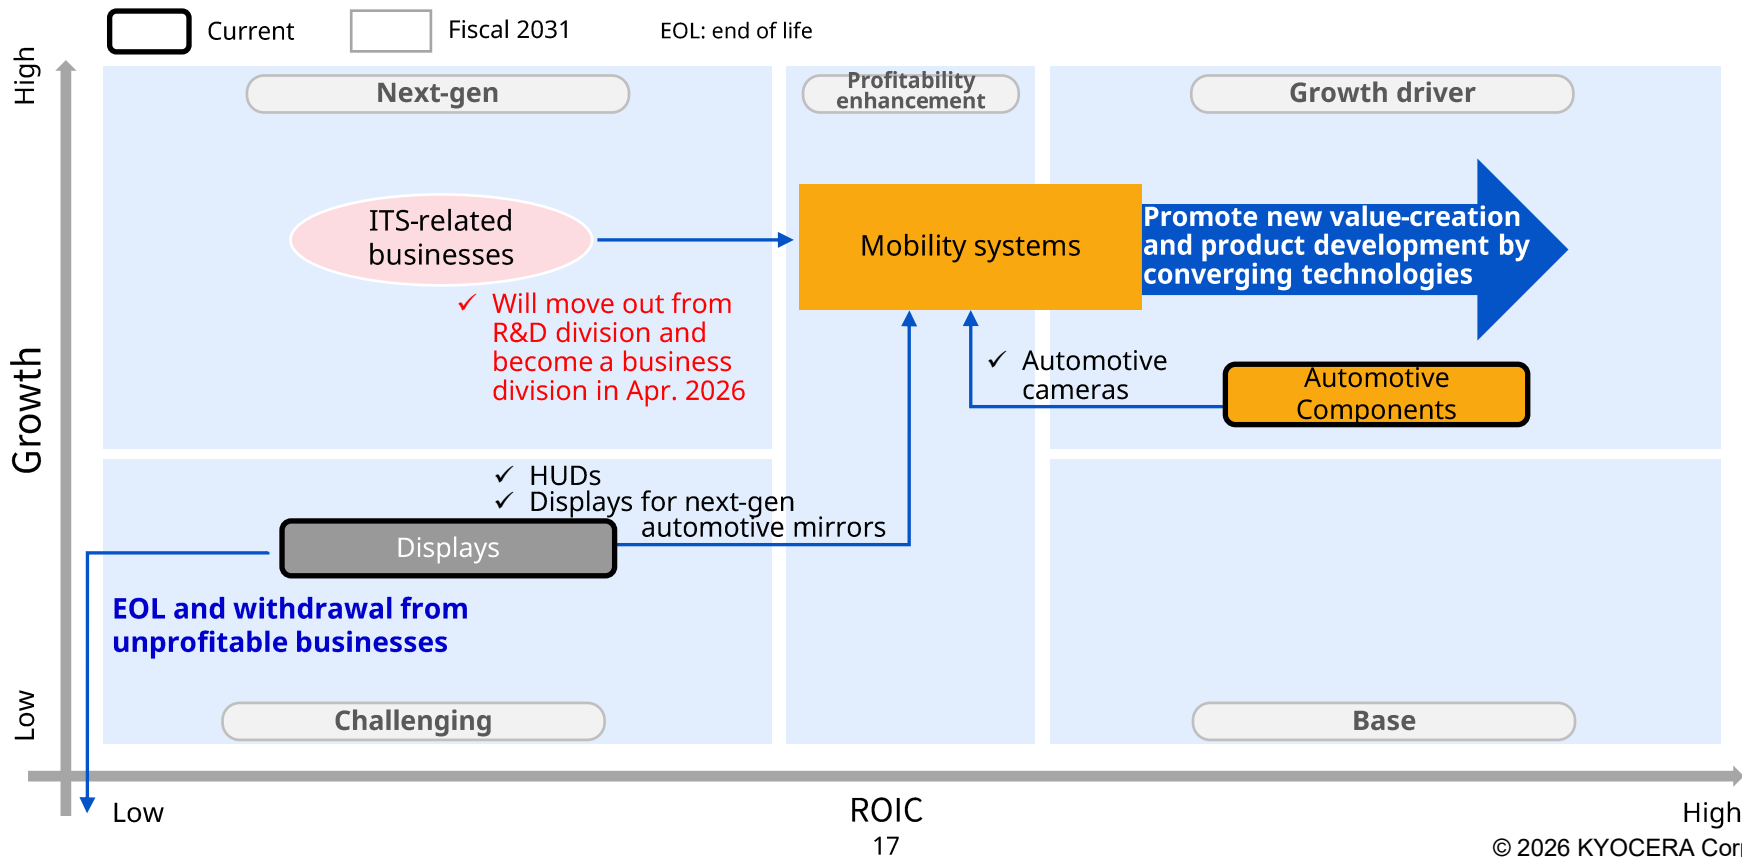 Current
Fiscal 2031
EOL: end of life
High
Next-gen
Profitability
enhancement
Growth driver
ITS-related
businesses
Mobility systems
Promote new value-creation
and product development by
converging technologies
✓ Will move out from
R&D division and
become a business
division in Apr. 2026
✓ Automotive
cameras
Automotive
Components
Growth
✓ HUDs
✓ Displays for next-gen
automotive mirrors
Displays
EOL and withdrawal from
unprofitable businesses
Low
Challenging
Base
Low
ROIC
High
17
© 2026 KYOCERA Corp